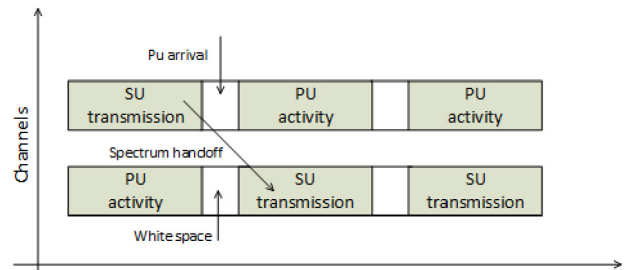 Pu arrival
SU
transmission
PU
activity
PU
activity
Spectrum handoff
PU
activity
SU
transmission
SU
transmission
White space
Channels